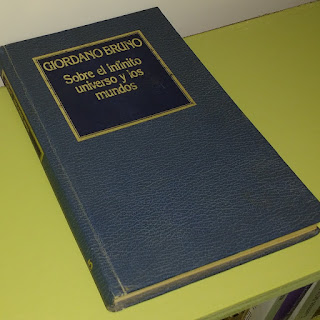 GIORDANO BRUNO
Sobre el infinito
universo y los
mundos